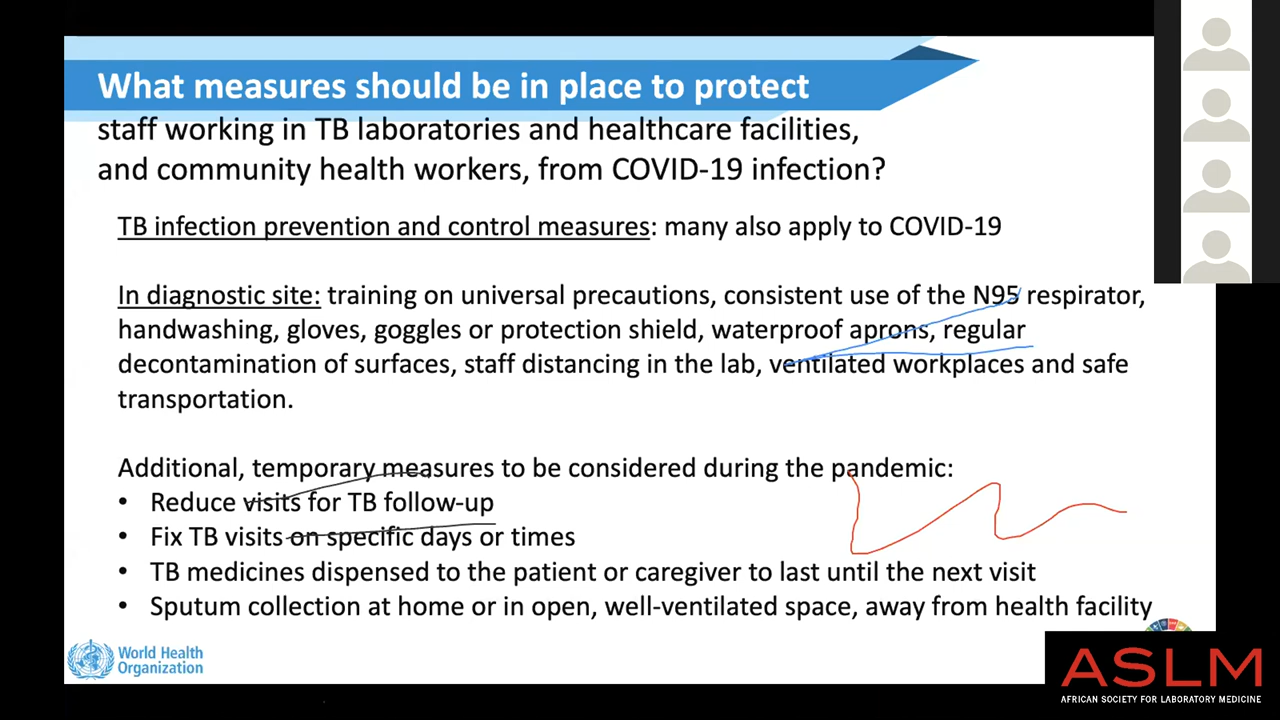 What measures should be in place to protect
staff working in TB laboratories and healthcare facilities,
and community health workers, from COVID-19 infection?
TB infection prevention and control measures: many also apply to COVID-19
In diagnostic site: training on universal precautions, consistent use of the N95 respirator,
handwashing, gloves, goggles or protection shield, waterproof aprons, regular
decontamination of surfaces, staff distancing in the lab, ventilated workplaces and safe
transportation.
Additional, temporary measures to be considered during the pandemic:
• Reduce visits for TB follow-up
• Fix TB visits on specific days or times
• TB medicines dispensed to the patient or caregiver to last until the next visit
• Sputum collection at home or in open, well-ventilated space, away from health facility
World Health
Organization
ASLM
AFRICAN SOCIETY FOR LABORATORY MEDICINE